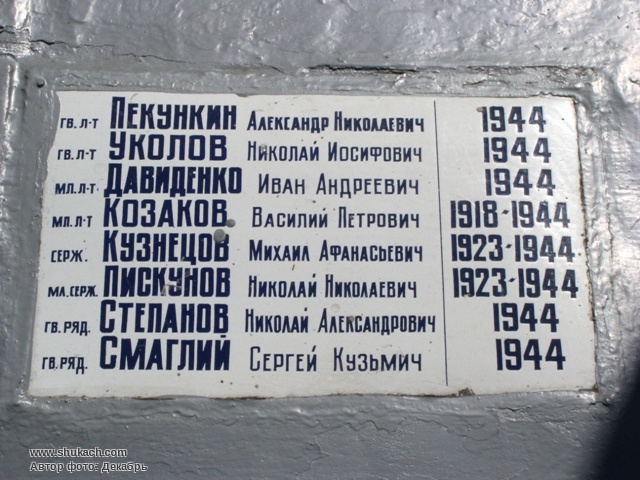 ГВ. Л-Т ПЕКУНКИН АЛЕКСАНДР НИКОЛАЕВИЧ 1944
ГВ. Л-Т УКОЛОВ НИКОЛАЙ ИОСИФОВИЧ 1944
МЛ. Л-Т ДАВИДЕНКО ИВАН АНДРЕЕВИЧ 1944
МЛ. Л-Т КОЗАКОВ ВАСИЛИЙ ПЕТРОВИЧ 1918-1944
СЕРЖ. КУЗНЕЦОВ МИХАИЛ АФАНАСЬЕВИЧ 1923-1944
МЛ. СЕРЖ. ПИСКУНОВ НИКОЛАЙ НИКОЛАЕВИЧ 1923-1944
ГВ. РЯД. СТЕПАНОВ НИКОЛАЙ АЛЕКСАНДРОВИЧ 1944
ГВ. РЯД. СМАГЛИЙ СЕРГЕЙ КУЗЬМИЧ 1944
www.shukach.com
Автор фото: Декабрь